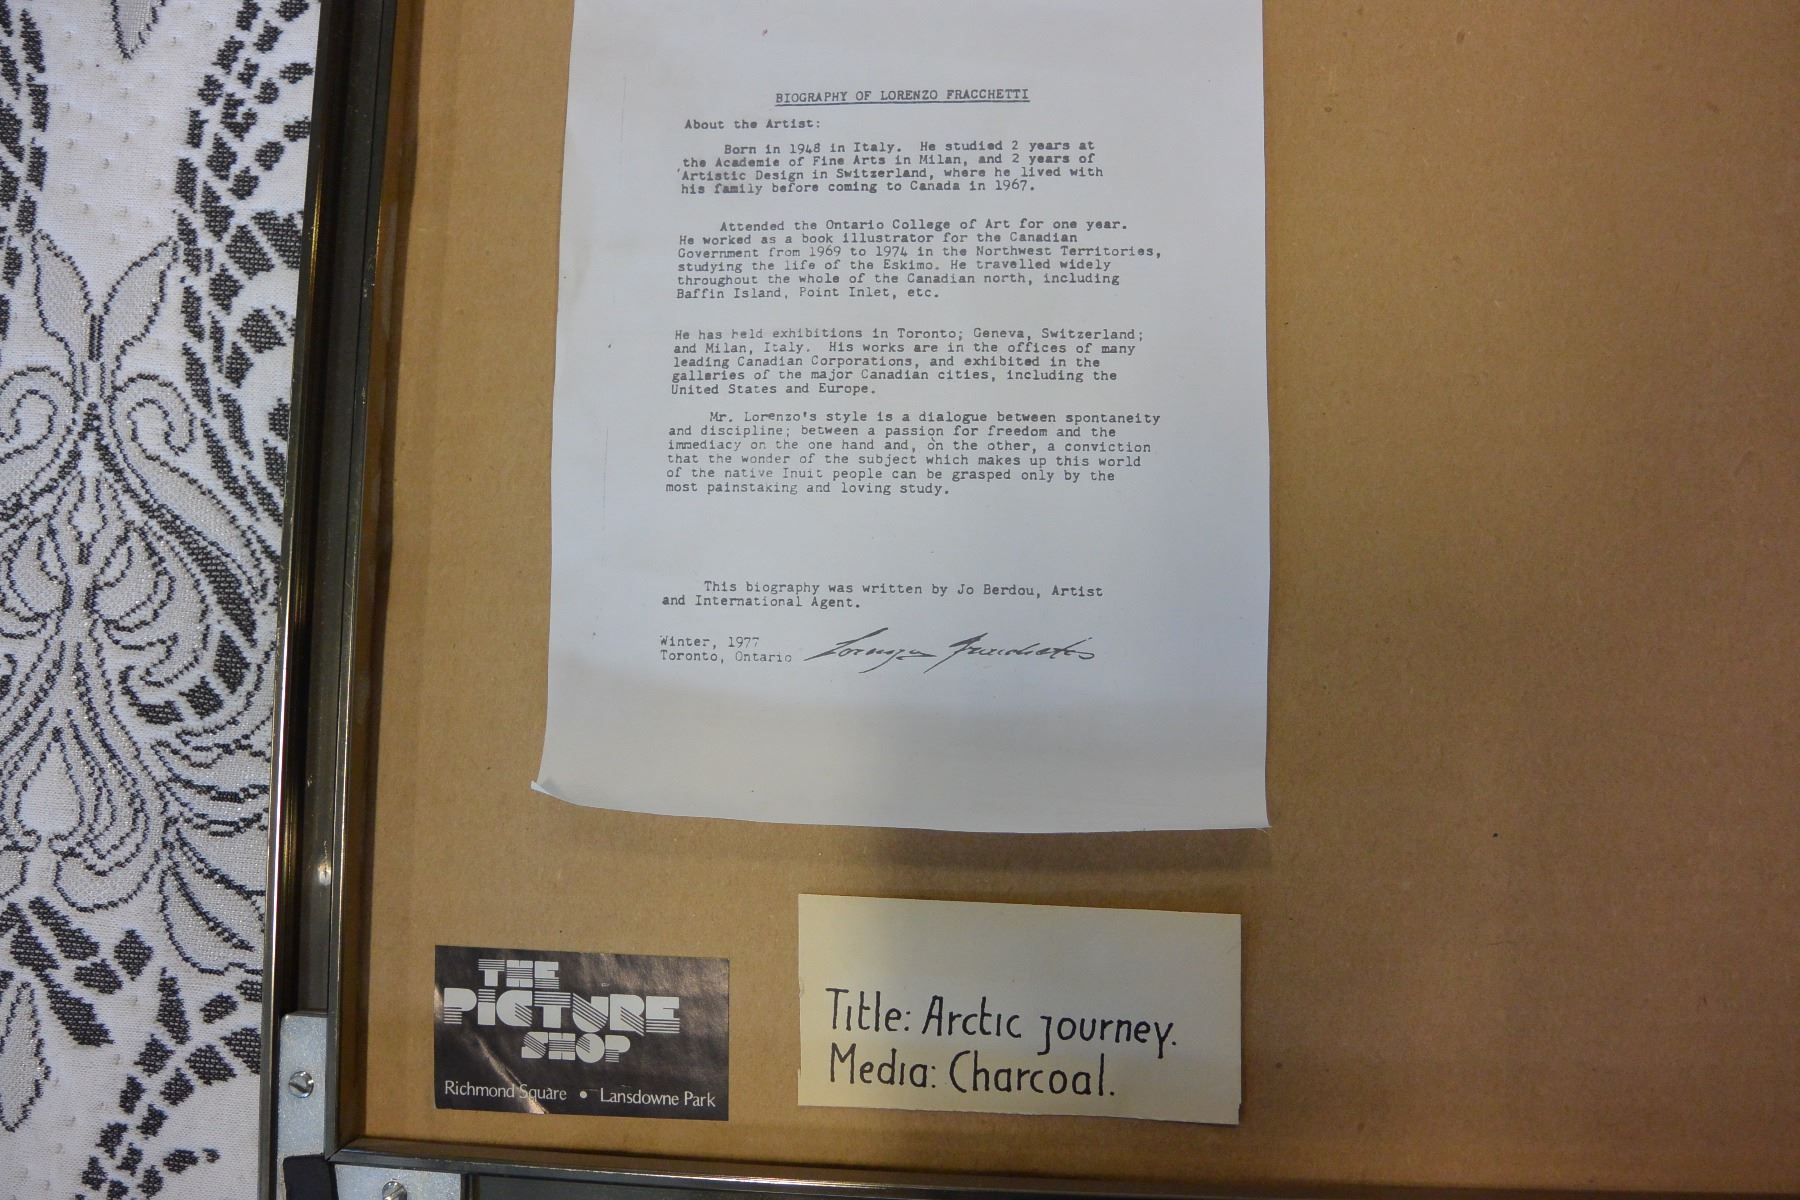 BIOGRAPHY OF LORENZO FRACCHETTI
About the Artist:
Born in 1948 in Italy. He studied 2 years at
the Academie of Fine Arts in Milan, and 2 years of
Artistic Design in Switzerland, where he lived with
his family before coming to Canada in 1967.
Attended the Ontario College of Art for one year.
He worked as a book illustrator for the Canadian
Government from 1969 to 1974 in the Northwest Territories,
studying the life of the Eskimo. He travelled widely
throughout the whole of the Canadian north, including
Baffin Island, Point Inlet, etc.
He has held exhibitions in Toronto; Geneva, Switzerland;
and Milan, Italy. His works are in the offices of many
leading Canadian Corporations, and exhibited in the
galleries of the major Canadian cities, including the
United States and Europe.
Mr. Lorenzo's style is a dialogue between spontaneity
and discipline; between a passion for freedom and the
immediacy on the one hand and, on the other, a conviction
that the wonder of the subject which makes up this world
of the native Inuit people can be grasped only by the
most painstaking and loving study.
This biography was written by Jo Berdou, Artist
and International Agent.
Winter, 1977
Toronto, Ontario Lorenzo Fracchetti
THE
PICTURE
SHOP
Richmond Square • Lansdowne Park
Title: Arctic journey.
Media: Charcoal.